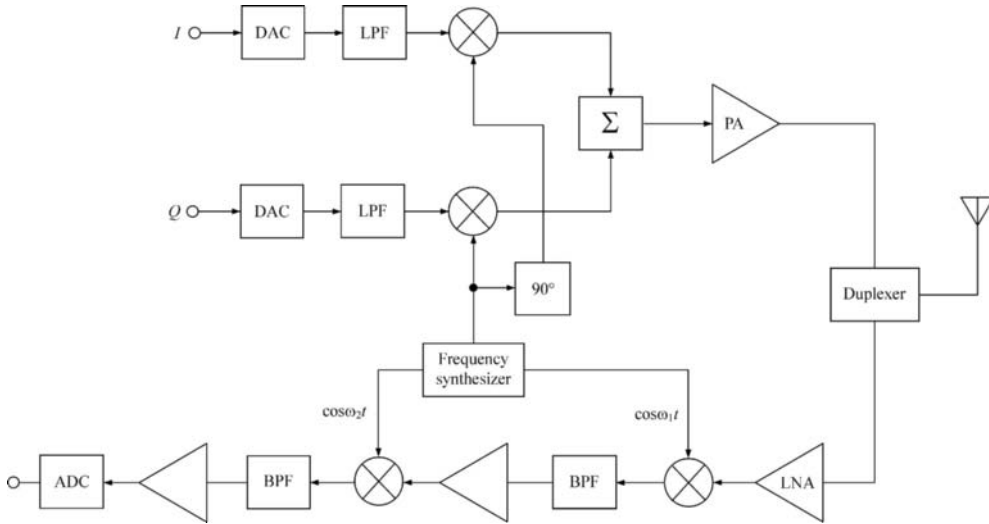 I
DAC
LPF
Σ
PA
Q
DAC
LPF
90°
Duplexer
Frequency
synthesizer
cosω₂t
cosω₁t
ADC
BPF
BPF
LNA